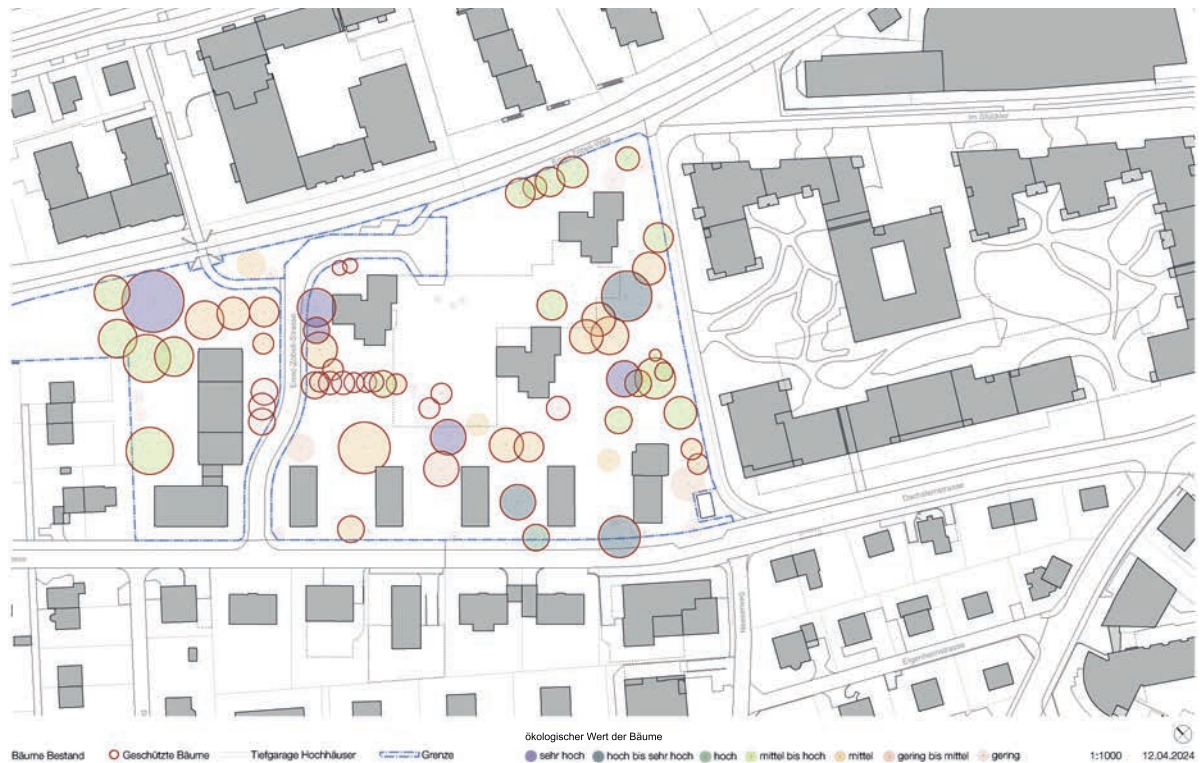 Im Stückler
Ernst-Zöbeli-Strasse
Dachslernstrasse
Eigenheimstrasse
ökologischer Wert der Bäume
Bäume Bestand Geschützte Bäume Tiefgarage Hochhäuser Grenze sehr hoch hoch bis sehr hoch hoch mittel bis hoch mittel gering bis mittel gering 1:1000 12.04.2024